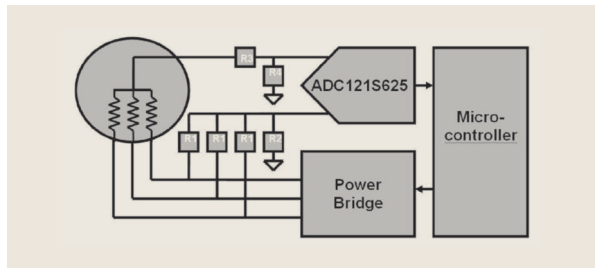 R3
R4
ADC121S625
Micro-
controller
R1
R1
R1
R2
Power
Bridge